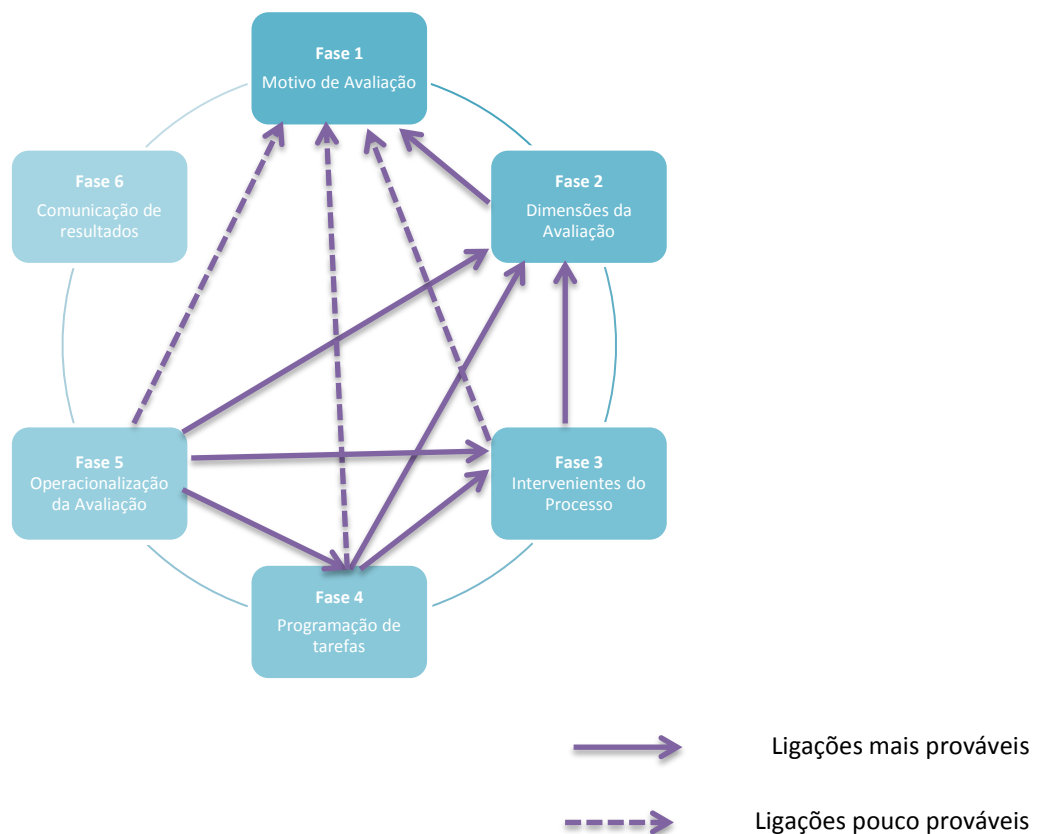 Fase 1
Motivo de Avaliação
Fase 6
Comunicação de
resultados
Fase 2
Dimensões da
Avaliação
Fase 5
Operacionalização
da Avaliação
Fase 3
Intervenientes do
Processo
Fase 4
Programação de
tarefas
Ligações mais prováveis
Ligações pouco prováveis